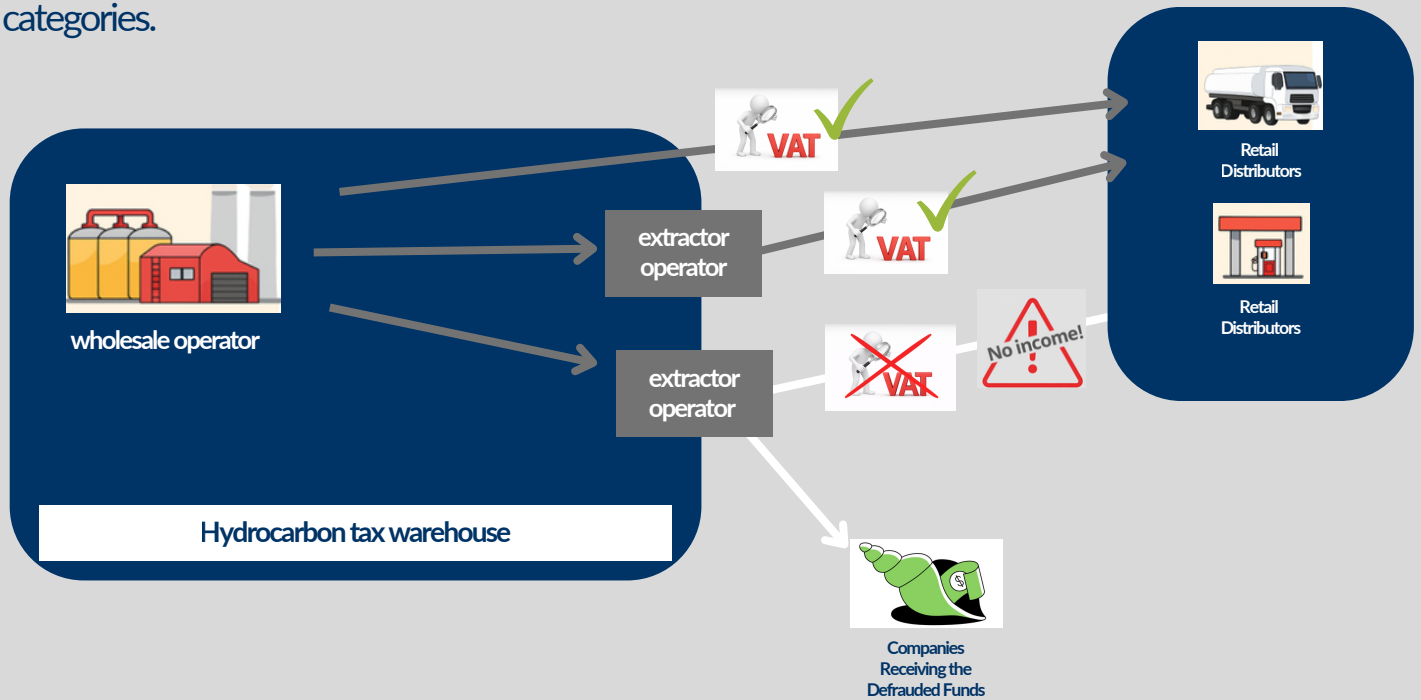 categories.
VAT
Retail
Distributors
VAT
extractor
operator
Retail
Distributors
wholesale operator
No income!
VAT
extractor
operator
Hydrocarbon tax warehouse
$
Companies
Receiving the
Defrauded Funds